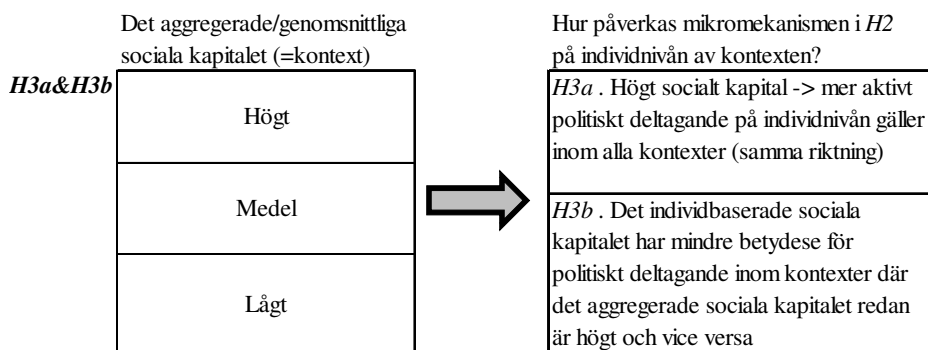 Det aggregerade/genomsnittliga
sociala kapitalet (=kontext)
H3a&H3b
Högt
Medel
Lågt
Hur påverkas mikromekanismen i H2
på individnivån av kontexten?
H3a . Högt socialt kapital -> mer aktivt
politiskt deltagande på individnivån gäller
inom alla kontexter (samma riktning)
H3b . Det individbaserade sociala
kapitalet har mindre betydese för
politiskt deltagande inom kontexter där
det aggregerade sociala kapitalet redan
är högt och vice versa